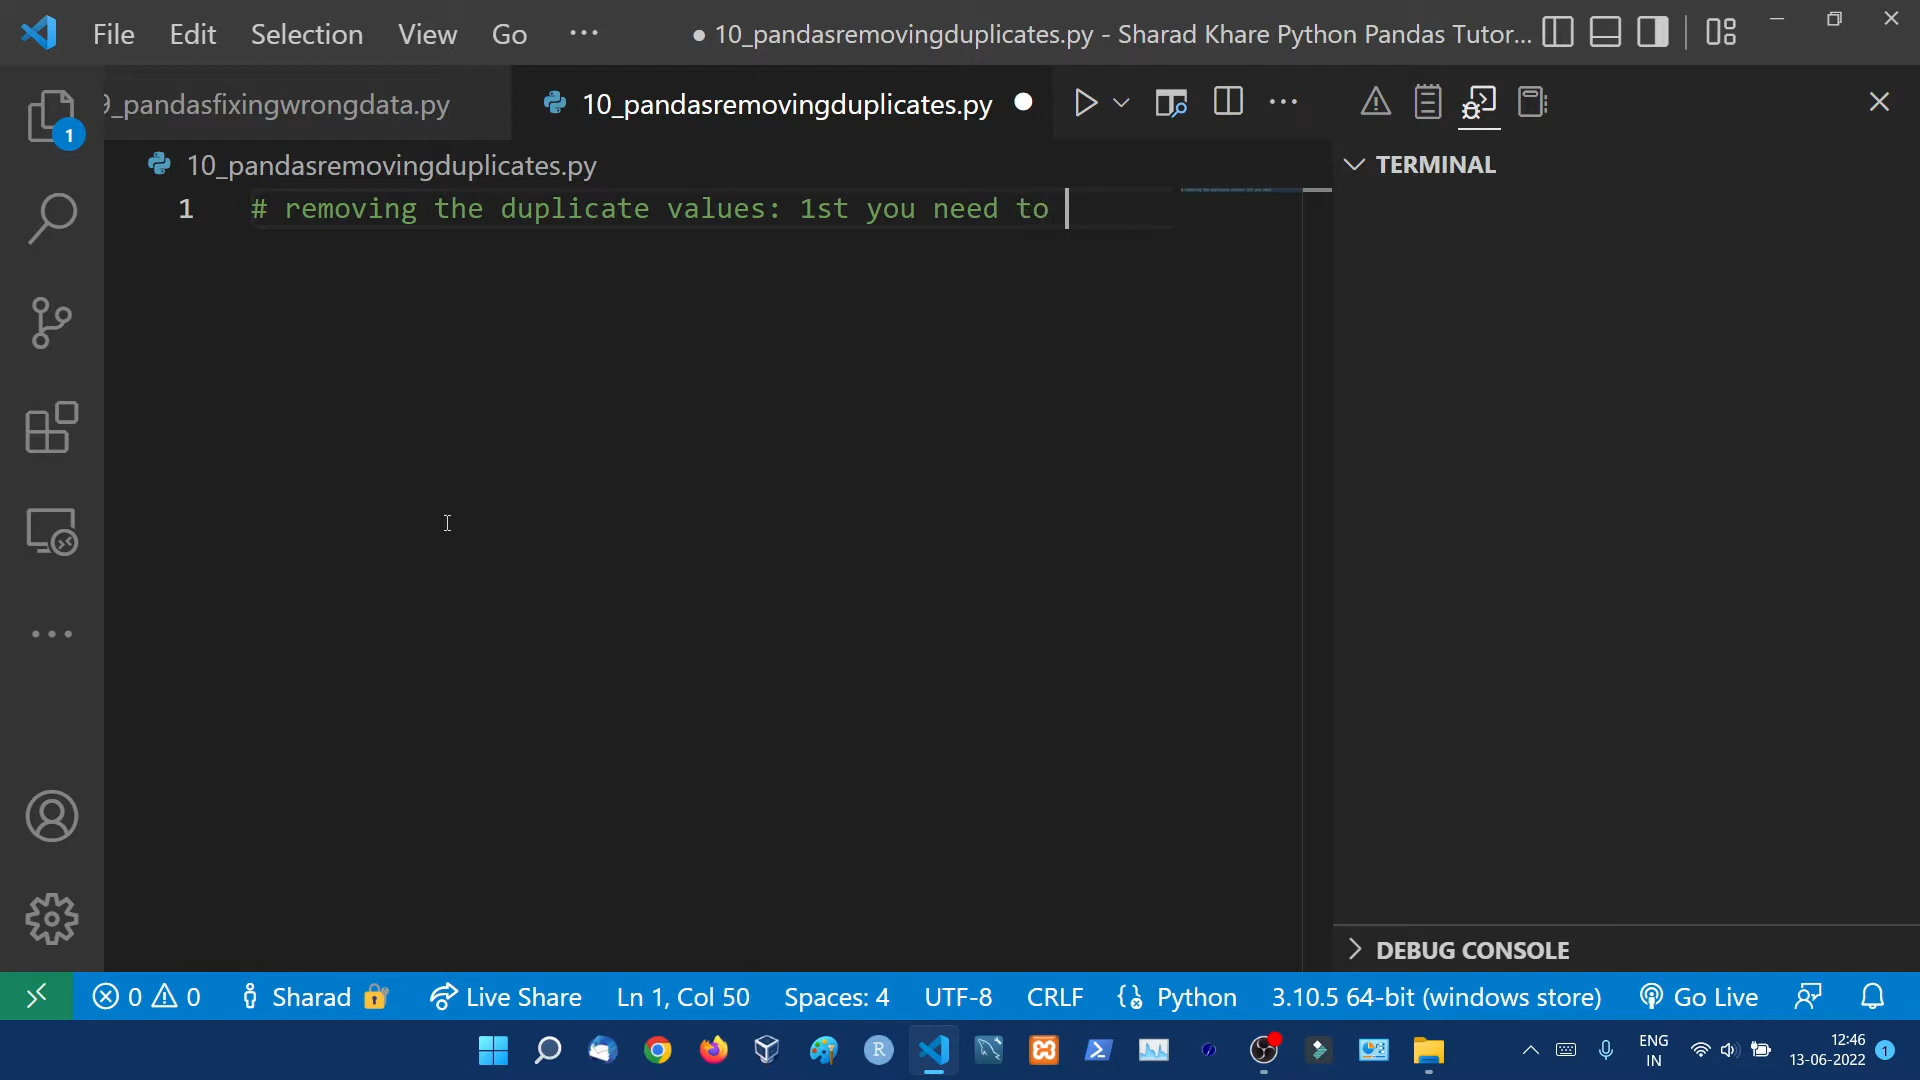 File Edit Selection View Go ··· ● 10_pandasremovingduplicates.py - Sharad Khare Python Pandas Tutor...
9_pandasfixingwrongdata.py 10_pandasremovingduplicates.py
10_pandasremovingduplicates.py
TERMINAL
1 # removing the duplicate values: 1st you need to
1
DEBUG CONSOLE
0 0 Sharad Live Share Ln 1, Col 50 Spaces: 4 UTF-8 CRLF Python 3.10.5 64-bit (windows store) Go Live
R
ENG
IN
12:46
13-06-2022
1